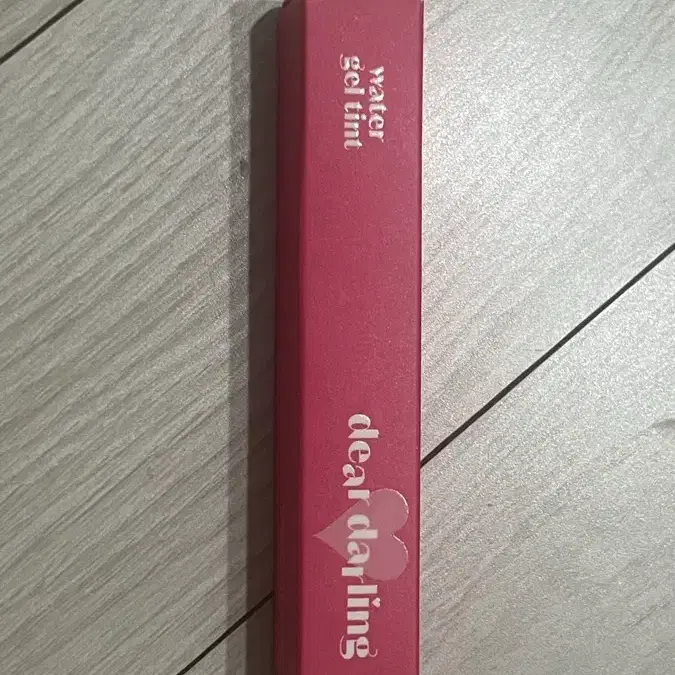 water
gel tint
dear darling